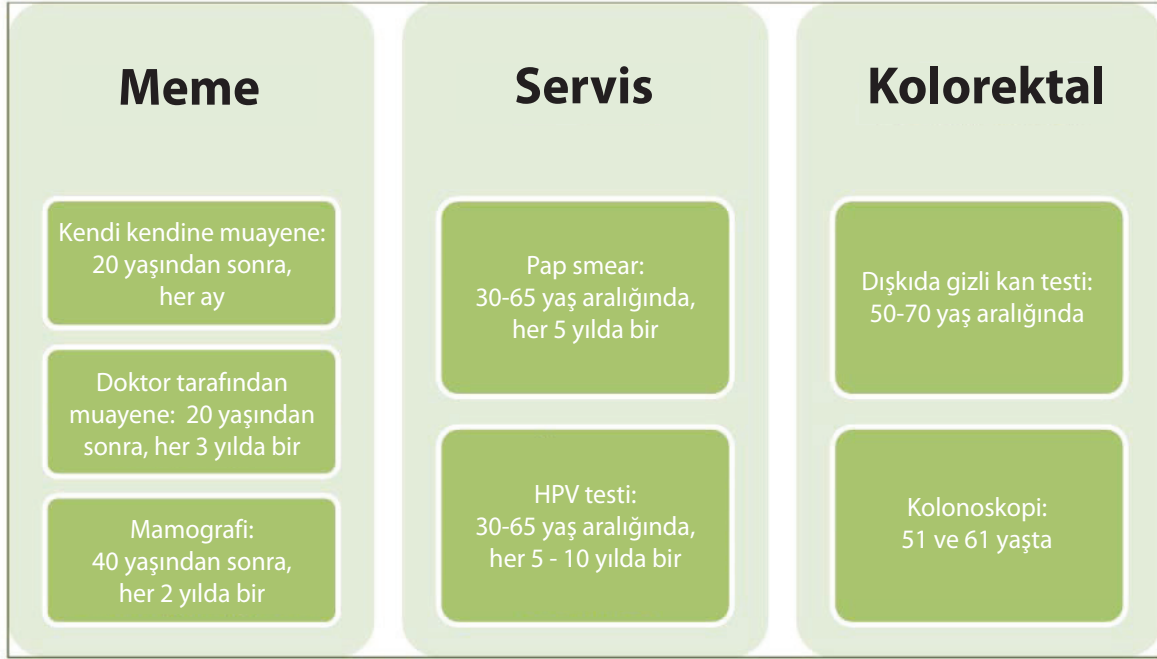 Meme
Kendi kendine muayene:
20 yaşından sonra,
her ay
Doktor tarafından
muayene:  20 yaşından
sonra, her 3 yılda bir
Mamografi:
40 yaşından sonra,
her 2 yılda bir
Servis
Pap smear:
30-65 yaş aralığında,
her 5 yılda bir
HPV testi:
30-65 yaş aralığında,
her 5 - 10 yılda bir
Kolorektal
Dışkıda gizli kan testi:
50-70 yaş aralığında
Kolonoskopi:
51 ve 61 yaşta